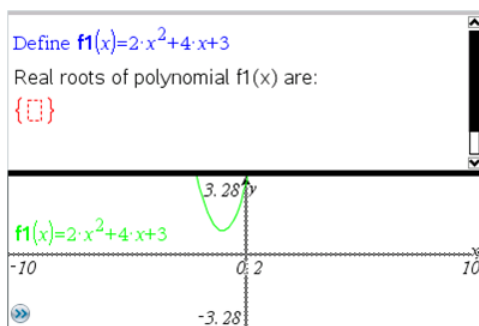 Define f1(x)=2·x²+4·x+3
Real roots of polynomial f1(x) are:
{⬚}
3.28 y
f1(x)=2·x²+4·x+3
x
-10 0.2 10
-3.28